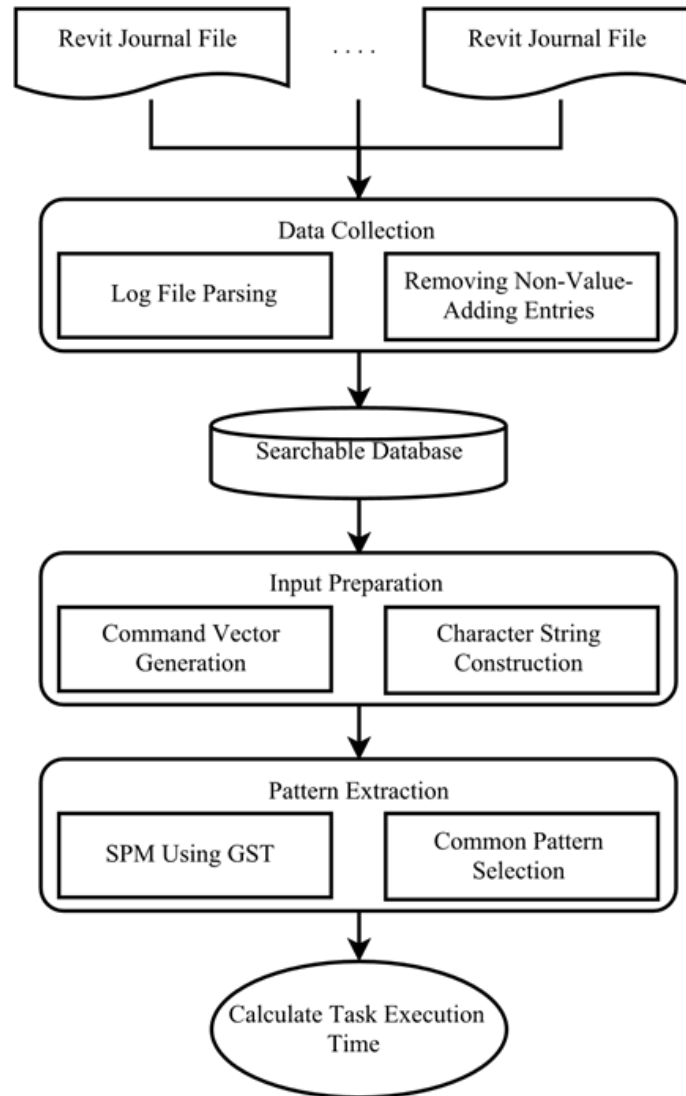 Revit Journal File
. . . .
Revit Journal File
Data Collection
Log File Parsing
Removing Non-Value-
Adding Entries
Searchable Database
Input Preparation
Command Vector
Generation
Character String
Construction
Pattern Extraction
SPM Using GST
Common Pattern
Selection
Calculate Task Execution
Time